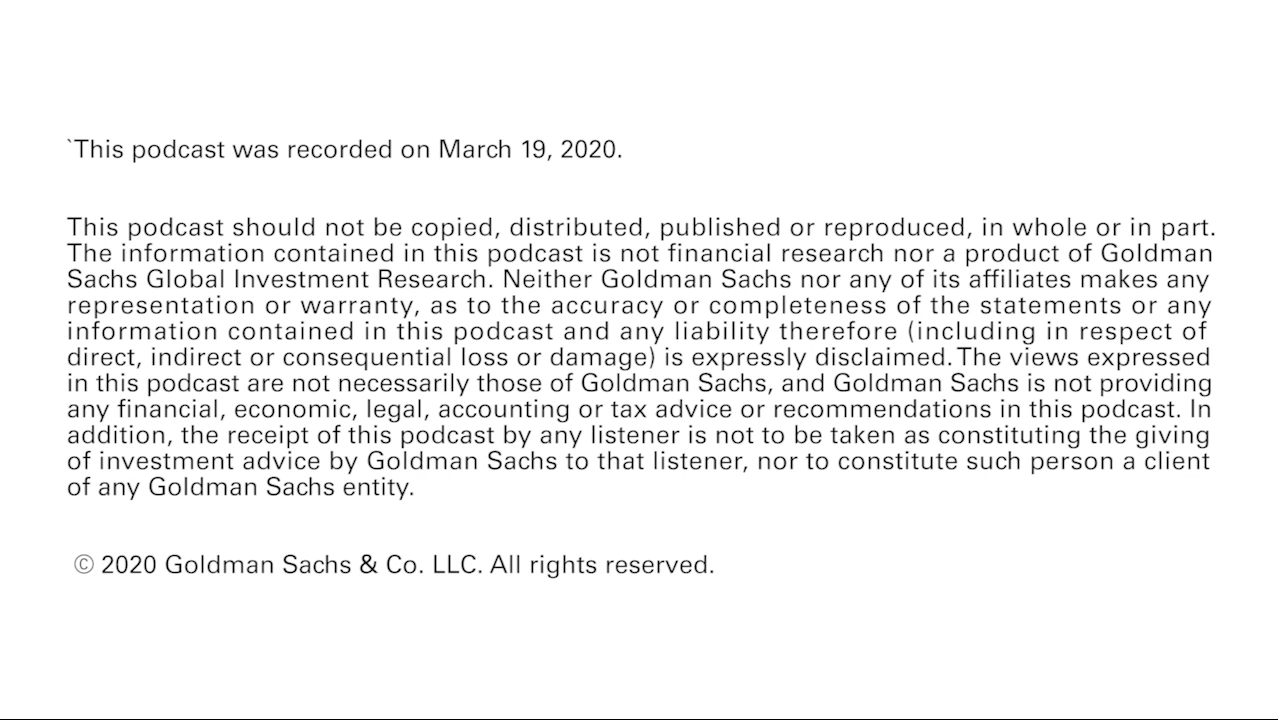 `This podcast was recorded on March 19, 2020.
This podcast should not be copied, distributed, published or reproduced, in whole or in part.
The information contained in this podcast is not financial research nor a product of Goldman
Sachs Global Investment Research. Neither Goldman Sachs nor any of its affiliates makes any
representation or warranty, as to the accuracy or completeness of the statements or any
information contained in this podcast and any liability therefore (including in respect of
direct, indirect or consequential loss or damage) is expressly disclaimed. The views expressed
in this podcast are not necessarily those of Goldman Sachs, and Goldman Sachs is not providing
any financial, economic, legal, accounting or tax advice or recommendations in this podcast. In
addition, the receipt of this podcast by any listener is not to be taken as constituting the giving
of investment advice by Goldman Sachs to that listener, nor to constitute such person a client
of any Goldman Sachs entity.
© 2020 Goldman Sachs & Co. LLC. All rights reserved.